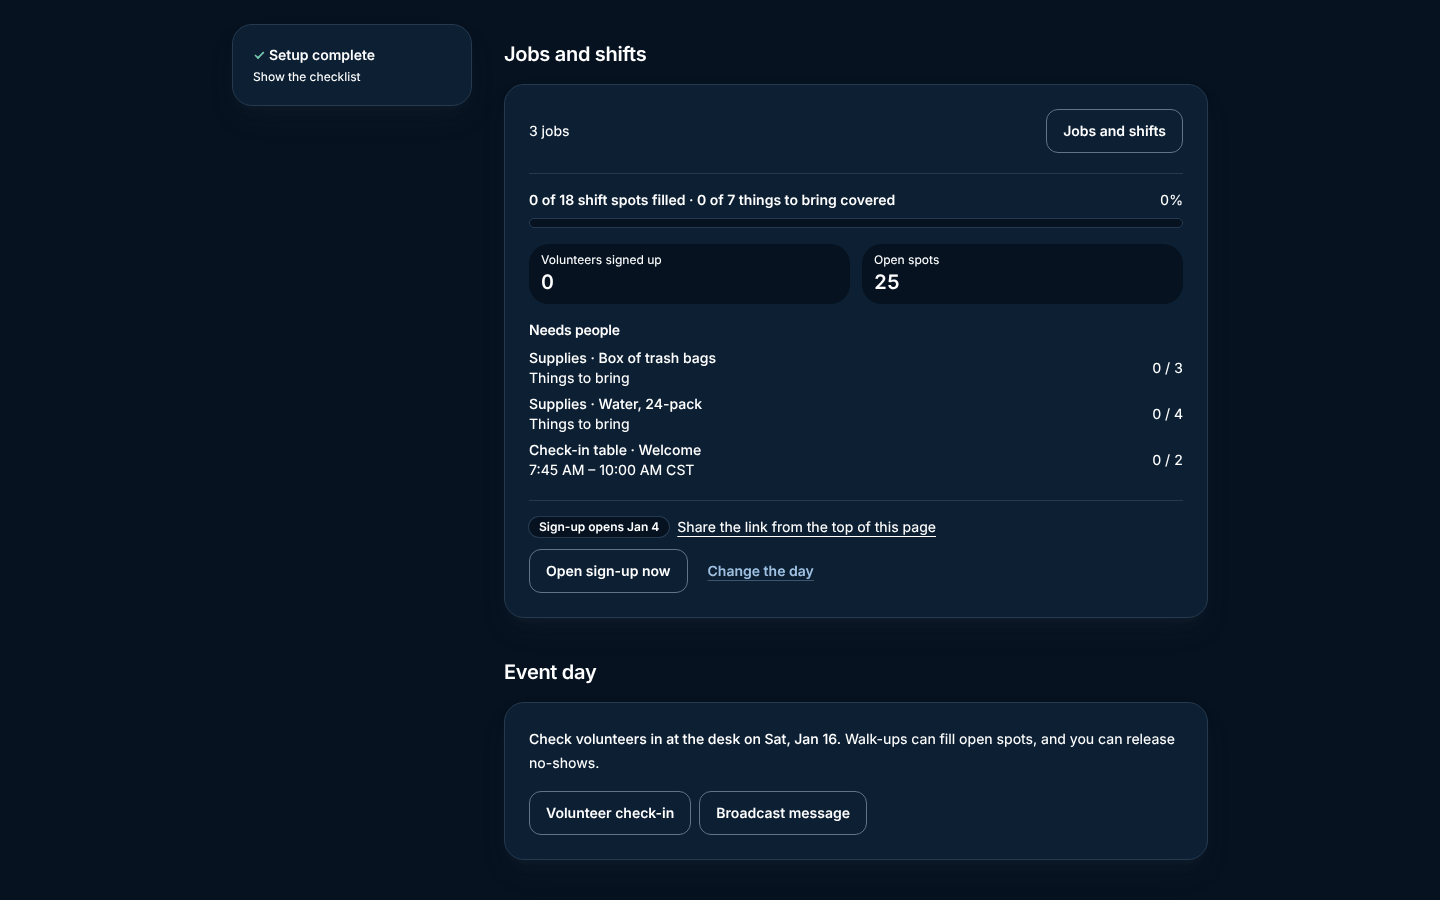 ✓ Setup complete
Show the checklist
Jobs and shifts
3 jobs
Jobs and shifts
0 of 18 shift spots filled · 0 of 7 things to bring covered
0%
Volunteers signed up
0
Open spots
25
Needs people
Supplies · Box of trash bags
Things to bring
0 / 3
Supplies · Water, 24-pack
Things to bring
0 / 4
Check-in table · Welcome
7:45 AM – 10:00 AM CST
0 / 2
Sign-up opens Jan 4
Share the link from the top of this page
Open sign-up now
Change the day
Event day
Check volunteers in at the desk on Sat, Jan 16. Walk-ups can fill open spots, and you can release
no-shows.
Volunteer check-in
Broadcast message